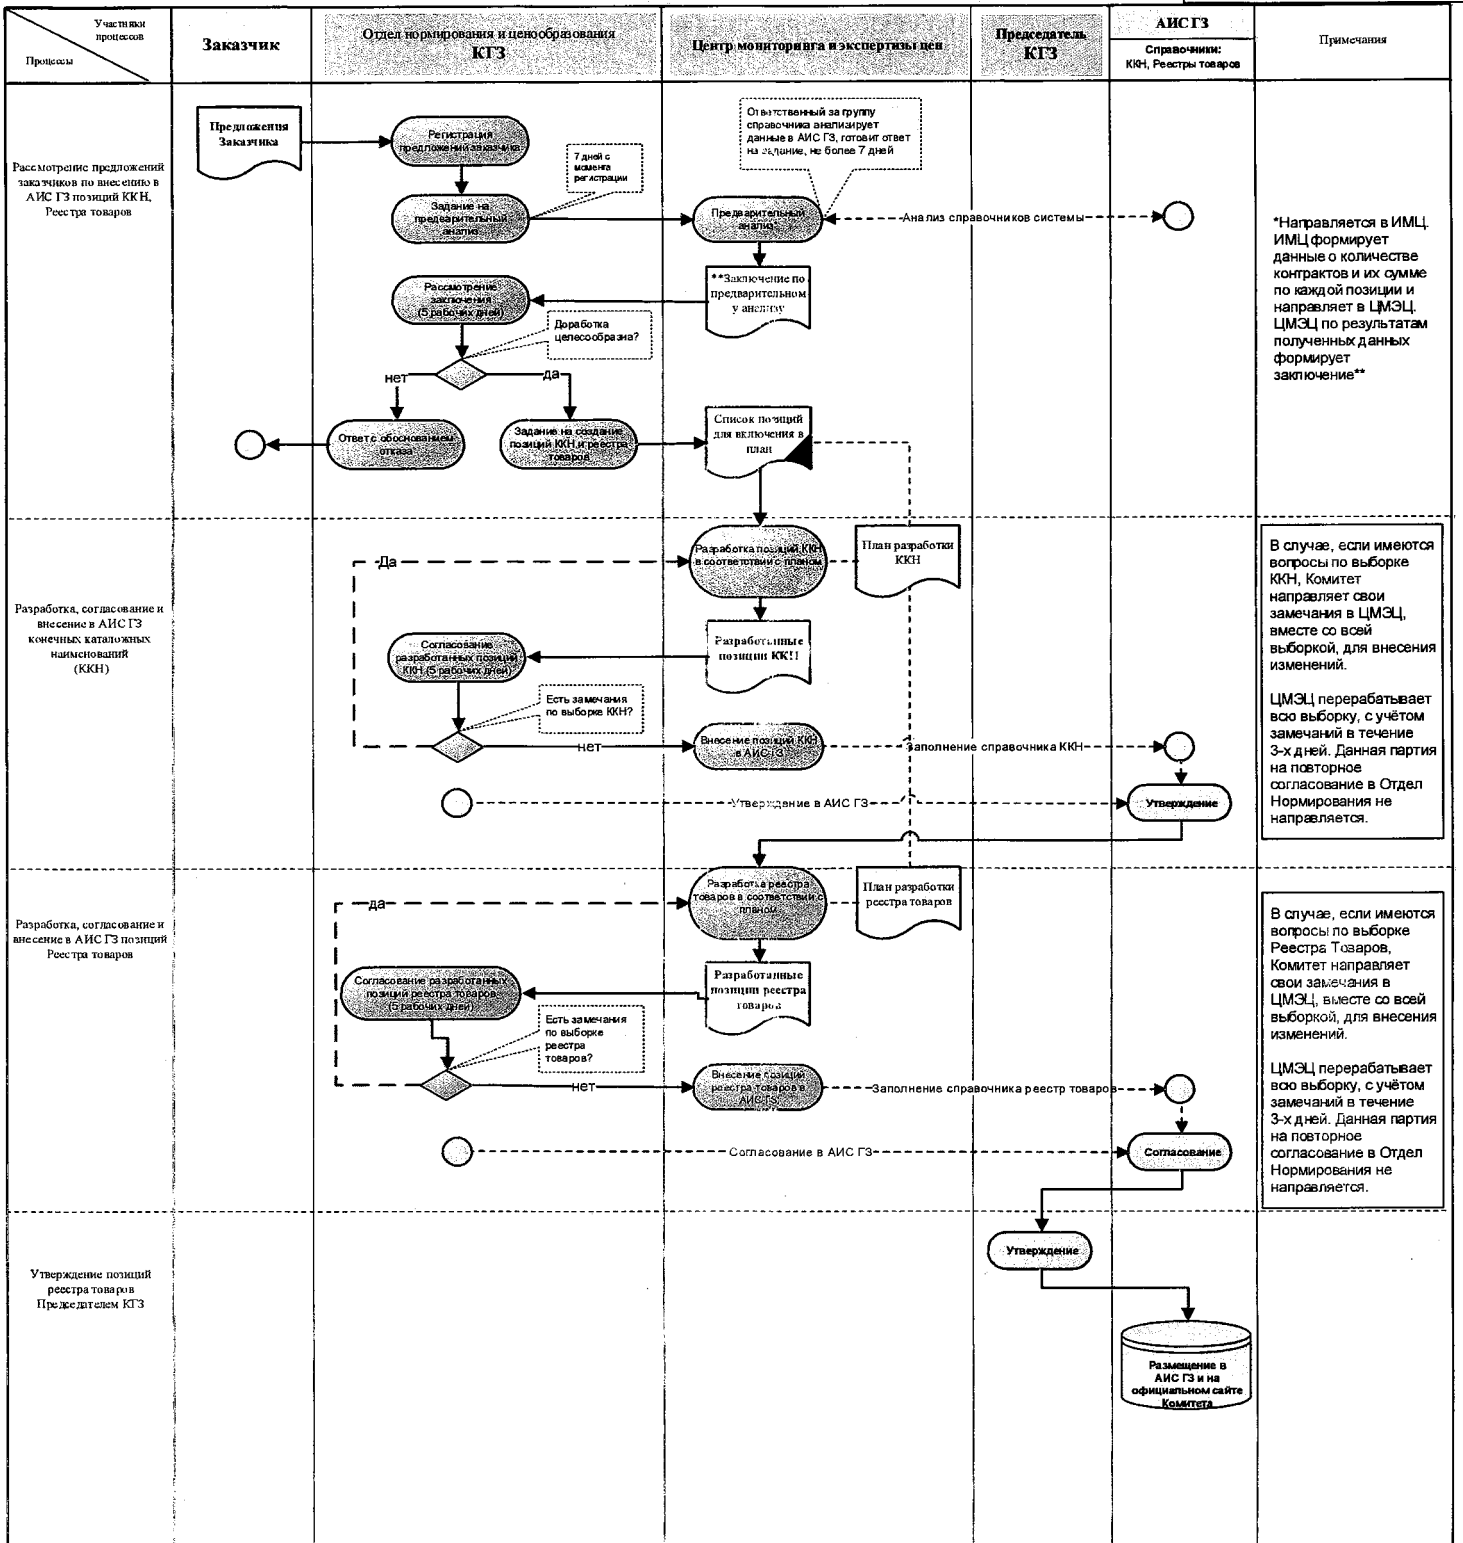 Участники
процессов
Процессы
Заказчик
Отдел нормирования и ценообразования
КГЗ
Центр мониторинга и экспертизы цен
Председатель
КГЗ
АИС ГЗ
Справочники:
ККН, Реестры товаров
Примечания
Рассмотрение предложений
заказчиков по внесению в
АИС ГЗ позиций ККН,
Реестра товаров
Предложения
Заказчика
Регистрация
предложений заказчика
7 дней с
момента
регистрации
Ответственный за группу
справочника анализирует
данные в АИС ГЗ, готовит ответ
на задание, не более 7 дней
Задание на
предварительный
анализ
Предварительный
анализ*
Анализ справочников системы
Рассмотрение
заключения
(5 рабочих дней)
**Заключение по
предварительном
у анализу
Доработка
целесообразна?
нет
да
Ответ с обоснованием
отказа
Задание на создание
позиций ККН и реестра
товаров
Список позиций
для включения в
план
*Направляется в ИМЦ.
ИМЦ формирует
данные о количестве
контрактов и их сумме
по каждой позиции и
направляет в ЦМЭЦ.
ЦМЭЦ по результатам
полученных данных
формирует
заключение**
Разработка, согласование и
внесение в АИС ГЗ
конечных каталожных
наименований
(ККН)
Да
Разработка позиций ККН
в соответствии с планом
План разработки
ККН
Согласование
разработанных позиций
ККН (5 рабочих дней)
Разработанные
позиции ККН
Есть замечания
по выборке ККН?
нет
Внесение позиций ККН
в АИС ГЗ
Заполнение справочника ККН
Утверждение в АИС ГЗ
Утверждение
В случае, если имеются
вопросы по выборке
ККН, Комитет
направляет свои
замечания в ЦМЭЦ,
вместе со всей
выборкой, для внесения
изменений.
ЦМЭЦ перерабатывает
всю выборку, с учётом
замечаний в течение
3-х дней. Данная партия
на повторное
согласование в Отдел
Нормирования не
направляется.
Разработка, согласование и
внесение в АИС ГЗ позиций
Реестра товаров
да
Разработка реестра
товаров в соответствии с
планом
План разработки
реестра товаров
Согласование разработанных
позиций реестра товаров
(5 рабочих дней)
Разработанные
позиции реестра
товаров
Есть замечания
по выборке
реестра
товаров?
нет
Внесение позиций
реестра товаров в
АИС ГЗ
Заполнение справочника реестр товаров
Согласование в АИС ГЗ
Согласование
В случае, если имеются
вопросы по выборке
Реестра Товаров,
Комитет направляет
свои замечания в
ЦМЭЦ, вместе со всей
выборкой, для внесения
изменений.
ЦМЭЦ перерабатывает
всю выборку, с учётом
замечаний в течение
3-х дней. Данная партия
на повторное
согласование в Отдел
Нормирования не
направляется.
Утверждение позиций
реестра товаров
Председателем КГЗ
Утверждение
Размещение в
АИС ГЗ и на
официальном сайте
Комитета